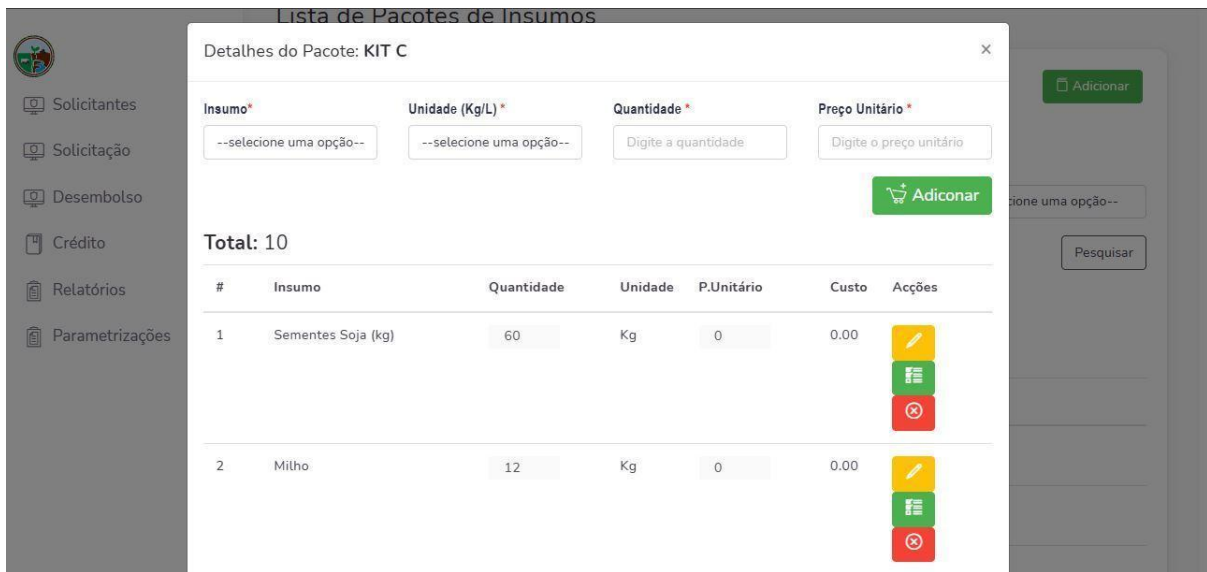 Lista de Pacotes de Insumos
Detalhes do Pacote: KIT C ×
Adicionar
Solicitantes
Insumo* Unidade (Kg/L) * Quantidade * Preço Unitário *
--selecione uma opção-- --selecione uma opção-- Digite a quantidade Digite o preço unitário
Solicitação
Desembolso
Adiconar
cione uma opção--
Crédito
Total: 10
Pesquisar
Relatórios
# Insumo Quantidade Unidade P.Unitário Custo Acções
Parametrizações
1 Sementes Soja (kg) 60 Kg 0 0.00
2 Milho 12 Kg 0 0.00